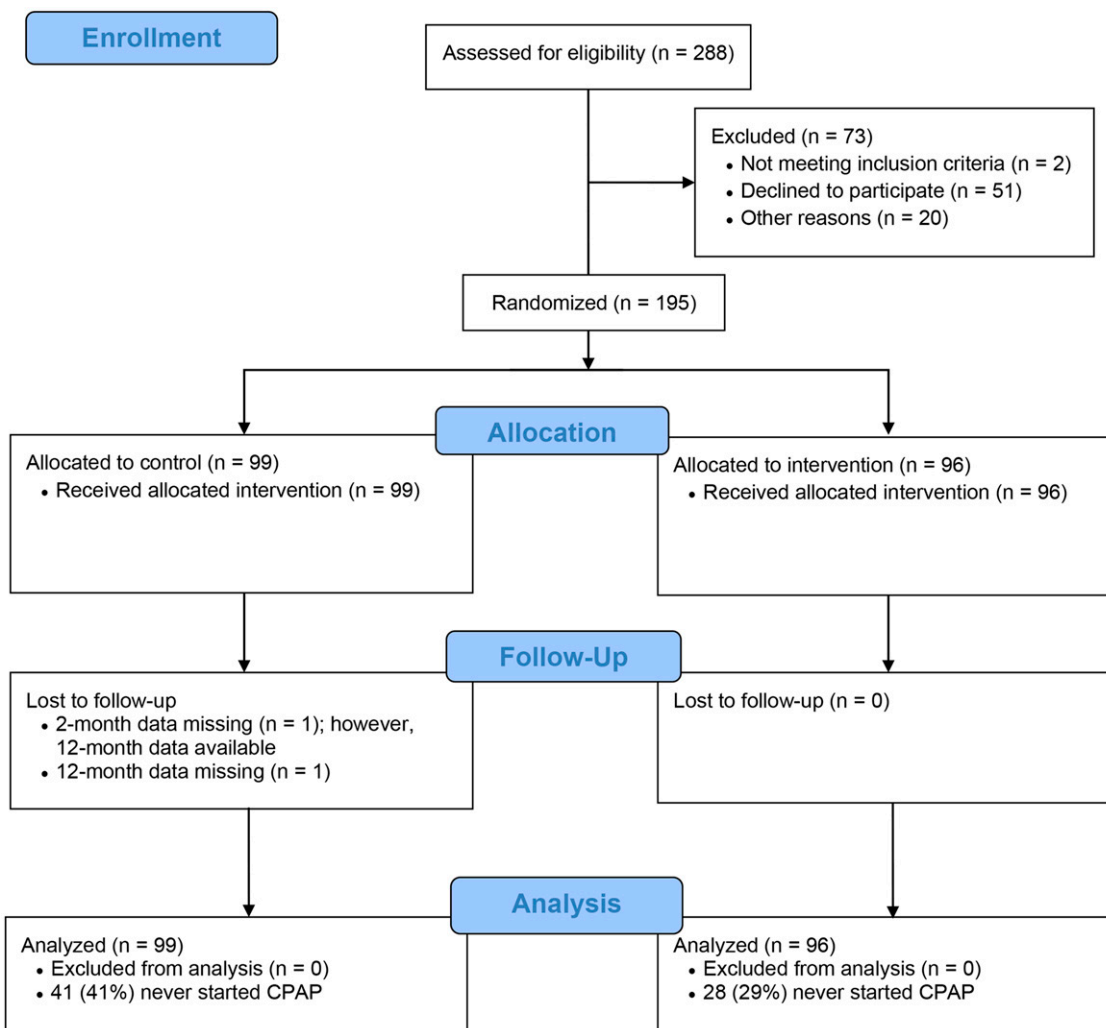 Enrollment
Assessed for eligibility (n = 288)
Excluded (n = 73)
• Not meeting inclusion criteria (n = 2)
• Declined to participate (n = 51)
• Other reasons (n = 20)
Randomized (n = 195)
Allocation
Allocated to control (n = 99)
• Received allocated intervention (n = 99)
Allocated to intervention (n = 96)
• Received allocated intervention (n = 96)
Follow-Up
Lost to follow-up
• 2-month data missing (n = 1); however,
12-month data available
• 12-month data missing (n = 1)
Lost to follow-up (n = 0)
Analysis
Analyzed (n = 99)
• Excluded from analysis (n = 0)
• 41 (41%) never started CPAP
Analyzed (n = 96)
• Excluded from analysis (n = 0)
• 28 (29%) never started CPAP